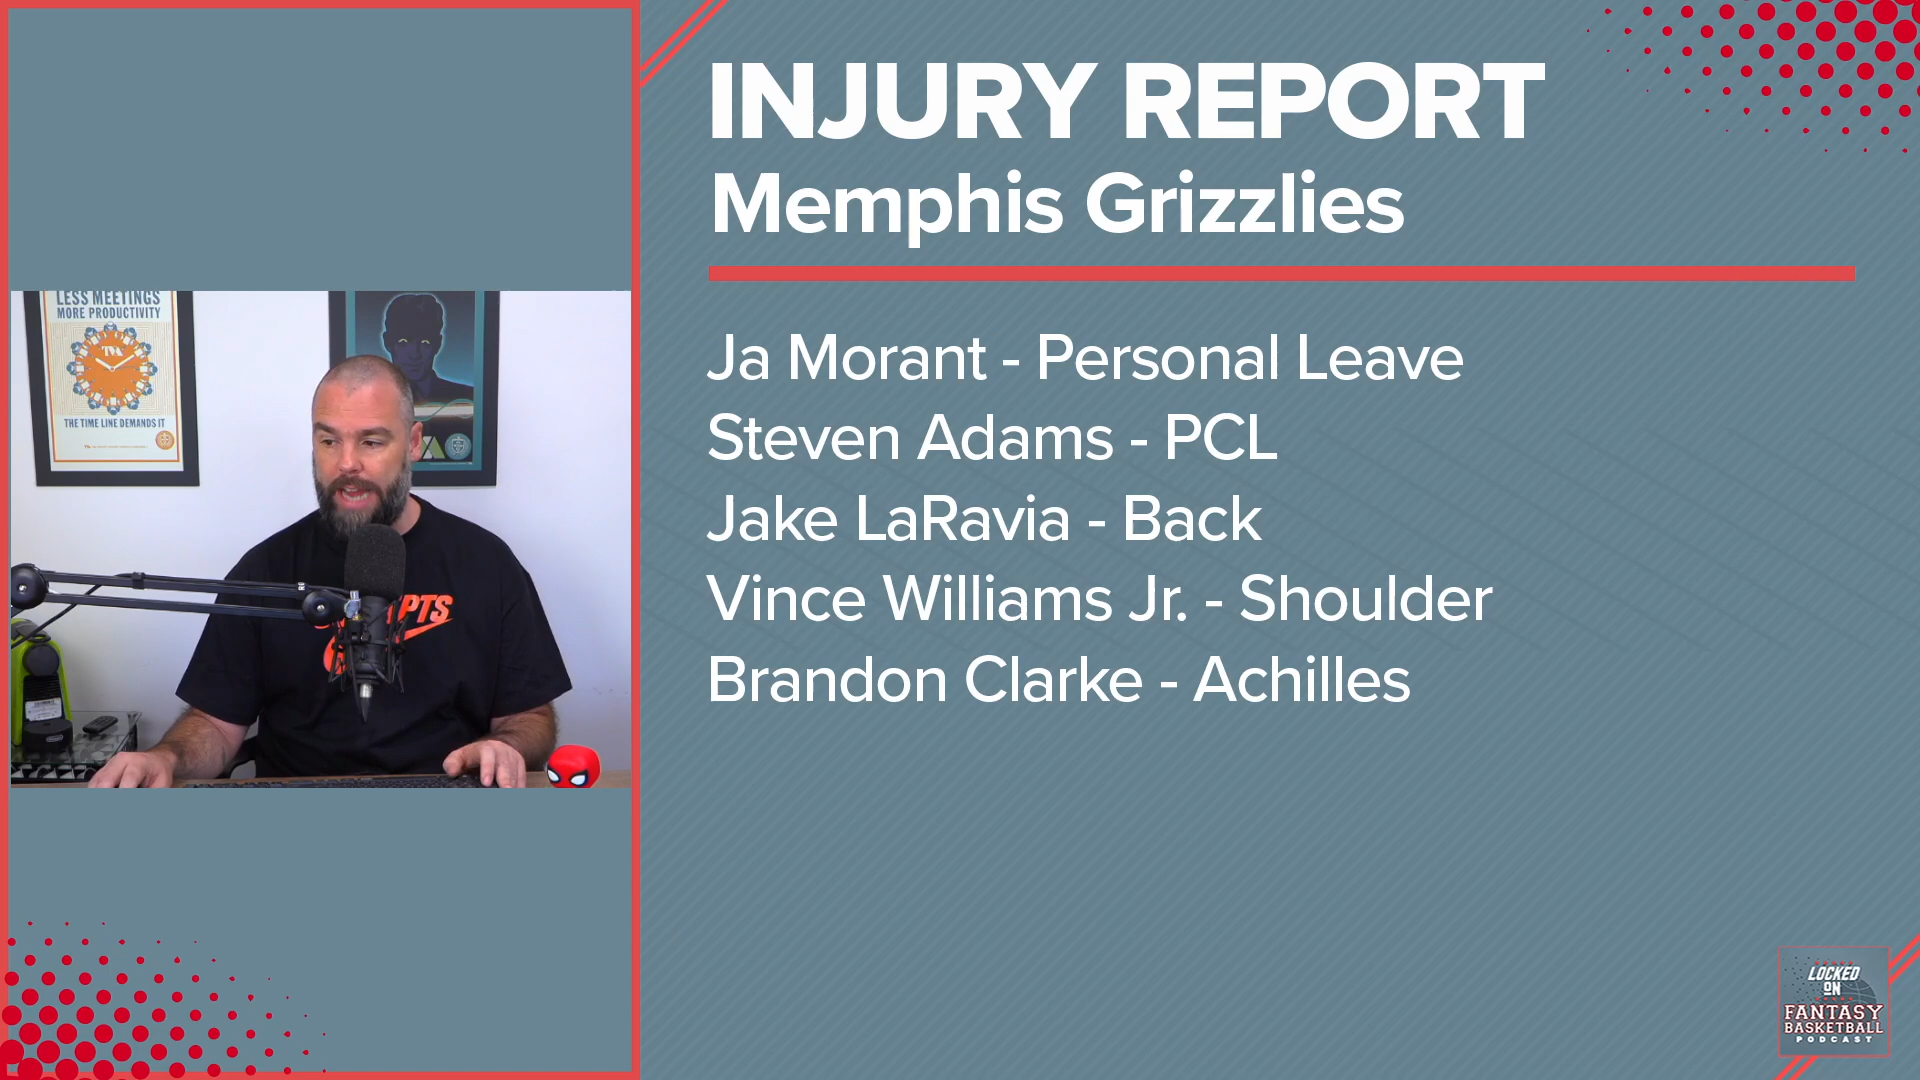 INJURY REPORT
Memphis Grizzlies
Ja Morant - Personal Leave
Steven Adams - PCL
Jake LaRavia - Back
Vince Williams Jr. - Shoulder
Brandon Clarke - Achilles
LESS MEETINGS
MORE PRODUCTIVITY
TVA
THE TIME LINE DEMANDS IT
PTS
LOCKED
ON
FANTASY
BASKETBALL
PODCAST